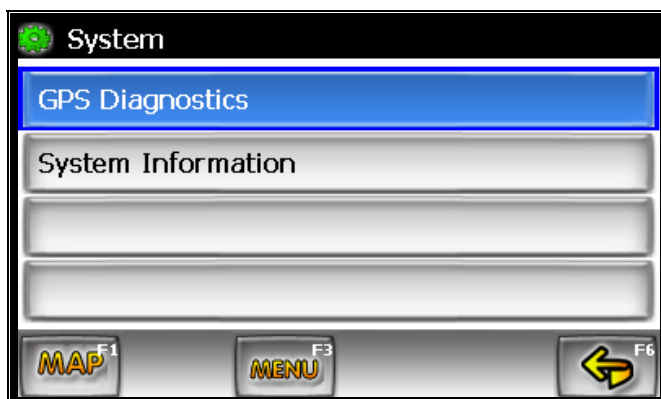 System
GPS Diagnostics
System Information
MAP F1
MENU F3
F6